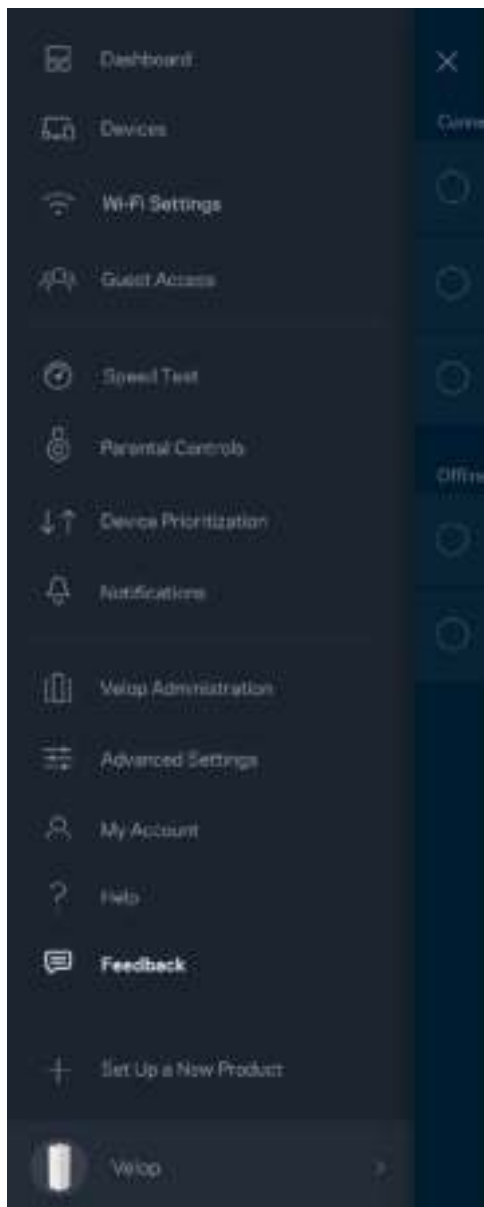 Dashboard
Devices
Wi-Fi Settings
Guest Access
Speed Test
Parental Controls
Device Prioritization
Notifications
Velop Administration
Advanced Settings
My Account
Help
Feedback
Set Up a New Product
Velop